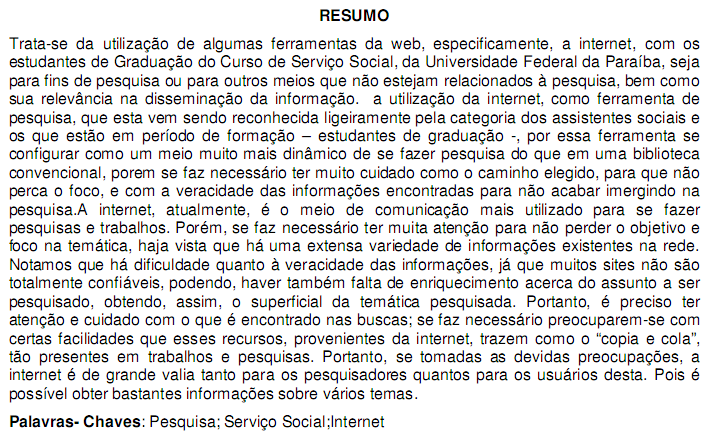 RESUMO
Trata-se da utilização de algumas ferramentas da web, especificamente, a internet, com os
estudantes de Graduação do Curso de Serviço Social, da Universidade Federal da Paraíba, seja
para fins de pesquisa ou para outros meios que não estejam relacionados à pesquisa, bem como
sua relevância na disseminação da informação. a utilização da internet, como ferramenta de
pesquisa, que esta vem sendo reconhecida ligeiramente pela categoria dos assistentes sociais e
os que estão em período de formação – estudantes de graduação -, por essa ferramenta se
configurar como um meio muito mais dinâmico de se fazer pesquisa do que em uma biblioteca
convencional, porem se faz necessário ter muito cuidado como o caminho elegido, para que não
perca o foco, e com a veracidade das informações encontradas para não acabar imergindo na
pesquisa.A internet, atualmente, é o meio de comunicação mais utilizado para se fazer
pesquisas e trabalhos. Porém, se faz necessário ter muita atenção para não perder o objetivo e
foco na temática, haja vista que há uma extensa variedade de informações existentes na rede.
Notamos que há dificuldade quanto à veracidade das informações, já que muitos sites não são
totalmente confiáveis, podendo, haver também falta de enriquecimento acerca do assunto a ser
pesquisado, obtendo, assim, o superficial da temática pesquisada. Portanto, é preciso ter
atenção e cuidado com o que é encontrado nas buscas; se faz necessário preocuparem-se com
certas facilidades que esses recursos, provenientes da internet, trazem como o “copia e cola”,
tão presentes em trabalhos e pesquisas. Portanto, se tomadas as devidas preocupações, a
internet é de grande valia tanto para os pesquisadores quantos para os usuários desta. Pois é
possível obter bastantes informações sobre vários temas.
Palavras- Chaves: Pesquisa; Serviço Social;Internet